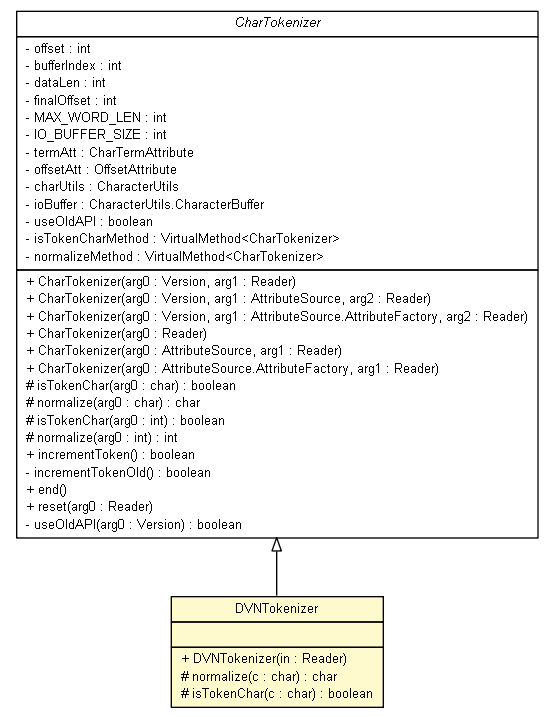 CharTokenizer
- offset : int
- bufferIndex : int
- dataLen : int
- finalOffset : int
- MAX_WORD_LEN : int
- IO_BUFFER_SIZE : int
- termAtt : CharTermAttribute
- offsetAtt : OffsetAttribute
- charUtils : CharacterUtils
- ioBuffer : CharacterUtils.CharacterBuffer
- useOldAPI : boolean
- isTokenCharMethod : VirtualMethod<CharTokenizer>
- normalizeMethod : VirtualMethod<CharTokenizer>
+ CharTokenizer(arg0 : Version, arg1 : Reader)
+ CharTokenizer(arg0 : Version, arg1 : AttributeSource, arg2 : Reader)
+ CharTokenizer(arg0 : Version, arg1 : AttributeSource.AttributeFactory, arg2 : Reader)
+ CharTokenizer(arg0 : Reader)
+ CharTokenizer(arg0 : AttributeSource, arg1 : Reader)
+ CharTokenizer(arg0 : AttributeSource.AttributeFactory, arg1 : Reader)
# isTokenChar(arg0 : char) : boolean
# normalize(arg0 : char) : char
# isTokenChar(arg0 : int) : boolean
# normalize(arg0 : int) : int
+ incrementToken() : boolean
- incrementTokenOld() : boolean
+ end()
+ reset(arg0 : Reader)
- useOldAPI(arg0 : Version) : boolean
DVNTokenizer
+ DVNTokenizer(in : Reader)
# normalize(c : char) : char
# isTokenChar(c : char) : boolean